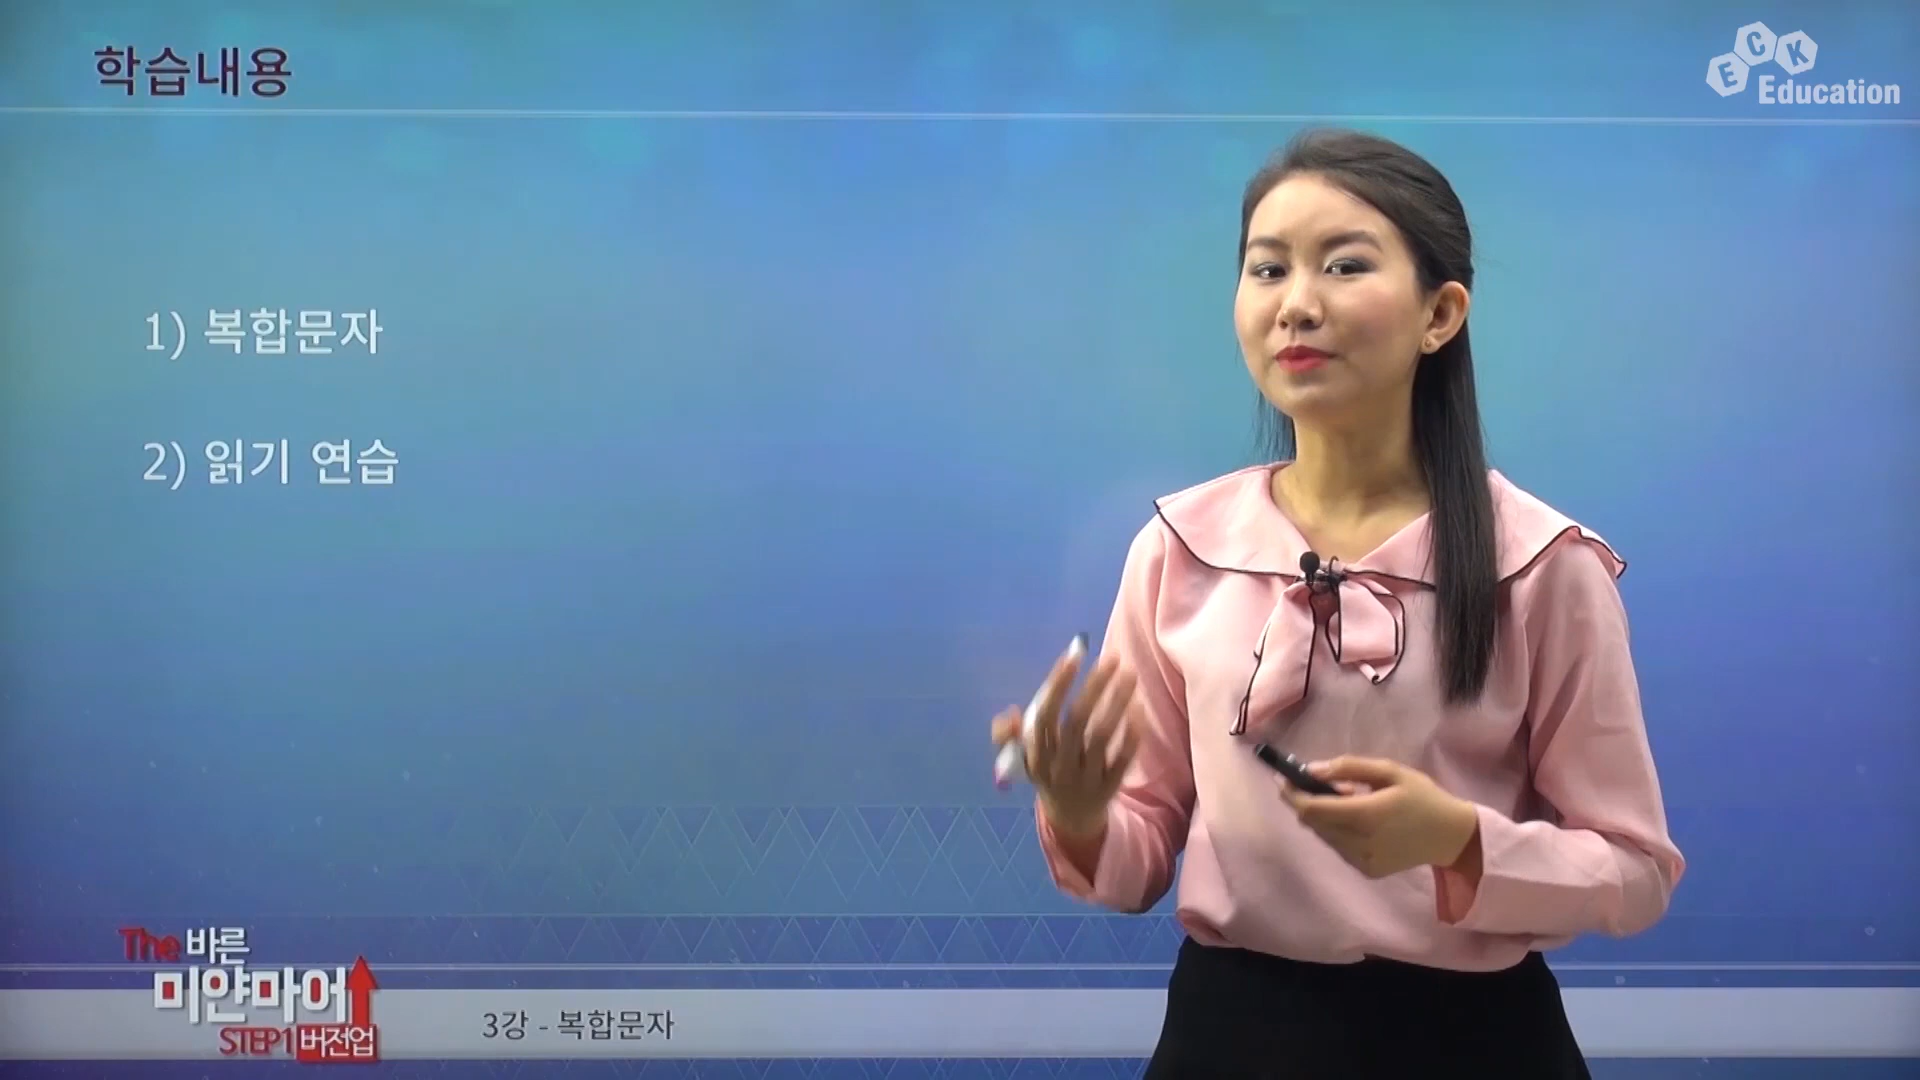 학습내용
ECK
Education
1) 복합문자
2) 읽기 연습
The 바른
미얀마어
STEP1 버전업
3강 - 복합문자